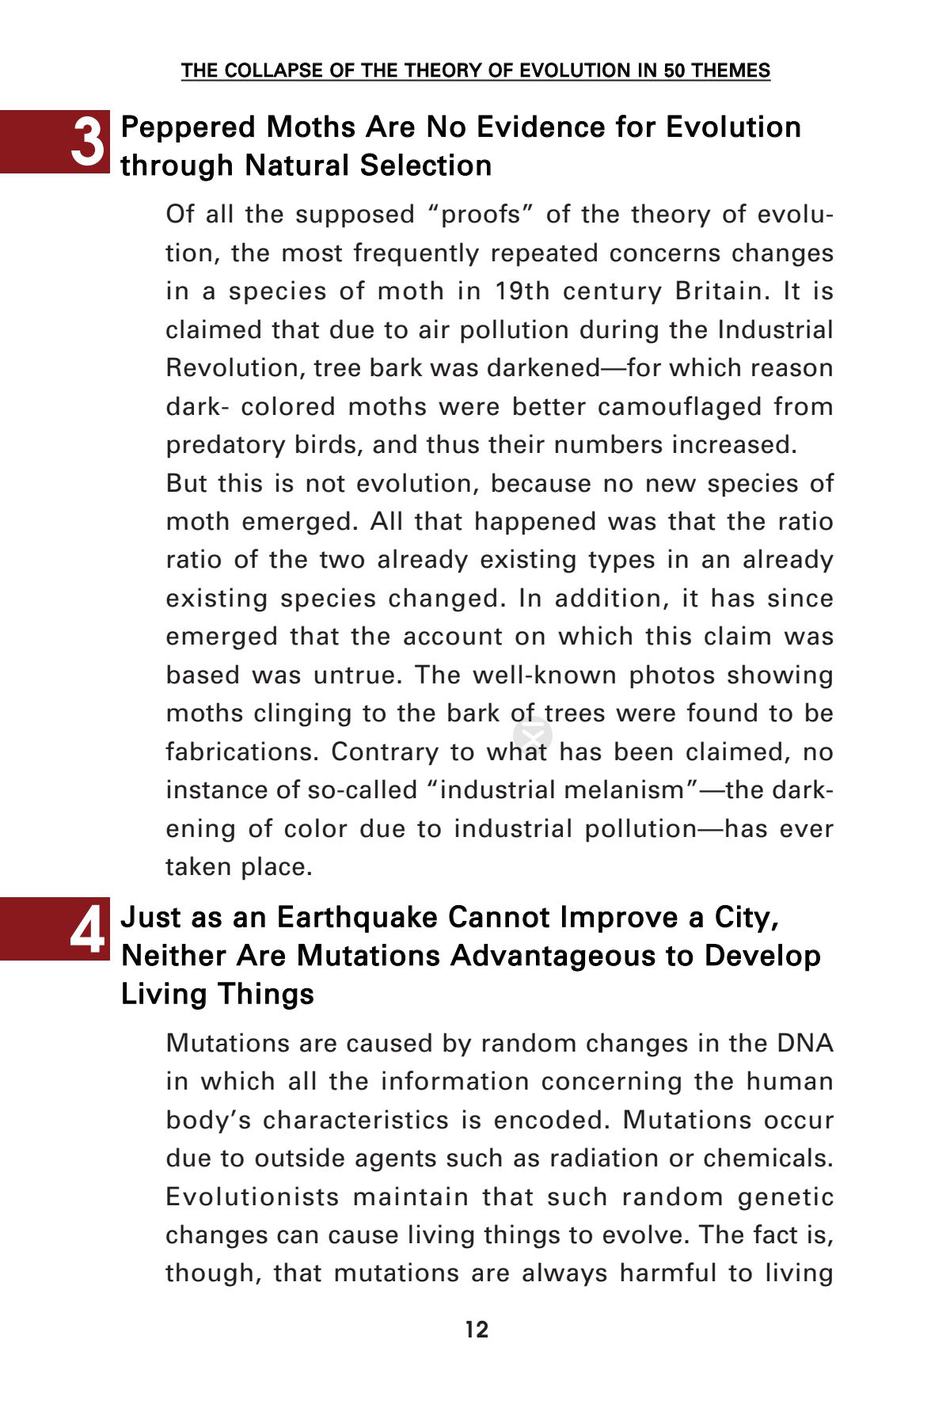 THE COLLAPSE OF THE THEORY OF EVOLUTION IN 50 THEMES
3
Peppered Moths Are No Evidence for Evolution
through Natural Selection
Of all the supposed “proofs” of the theory of evolu-
tion, the most frequently repeated concerns changes
in a species of moth in 19th century Britain. It is
claimed that due to air pollution during the Industrial
Revolution, tree bark was darkened—for which reason
dark- colored moths were better camouflaged from
predatory birds, and thus their numbers increased.
But this is not evolution, because no new species of
moth emerged. All that happened was that the ratio
ratio of the two already existing types in an already
existing species changed. In addition, it has since
emerged that the account on which this claim was
based was untrue. The well-known photos showing
moths clinging to the bark of trees were found to be
fabrications. Contrary to what has been claimed, no
instance of so-called “industrial melanism”—the dark-
ening of color due to industrial pollution—has ever
taken place.
4
Just as an Earthquake Cannot Improve a City,
Neither Are Mutations Advantageous to Develop
Living Things
Mutations are caused by random changes in the DNA
in which all the information concerning the human
body’s characteristics is encoded. Mutations occur
due to outside agents such as radiation or chemicals.
Evolutionists maintain that such random genetic
changes can cause living things to evolve. The fact is,
though, that mutations are always harmful to living
12